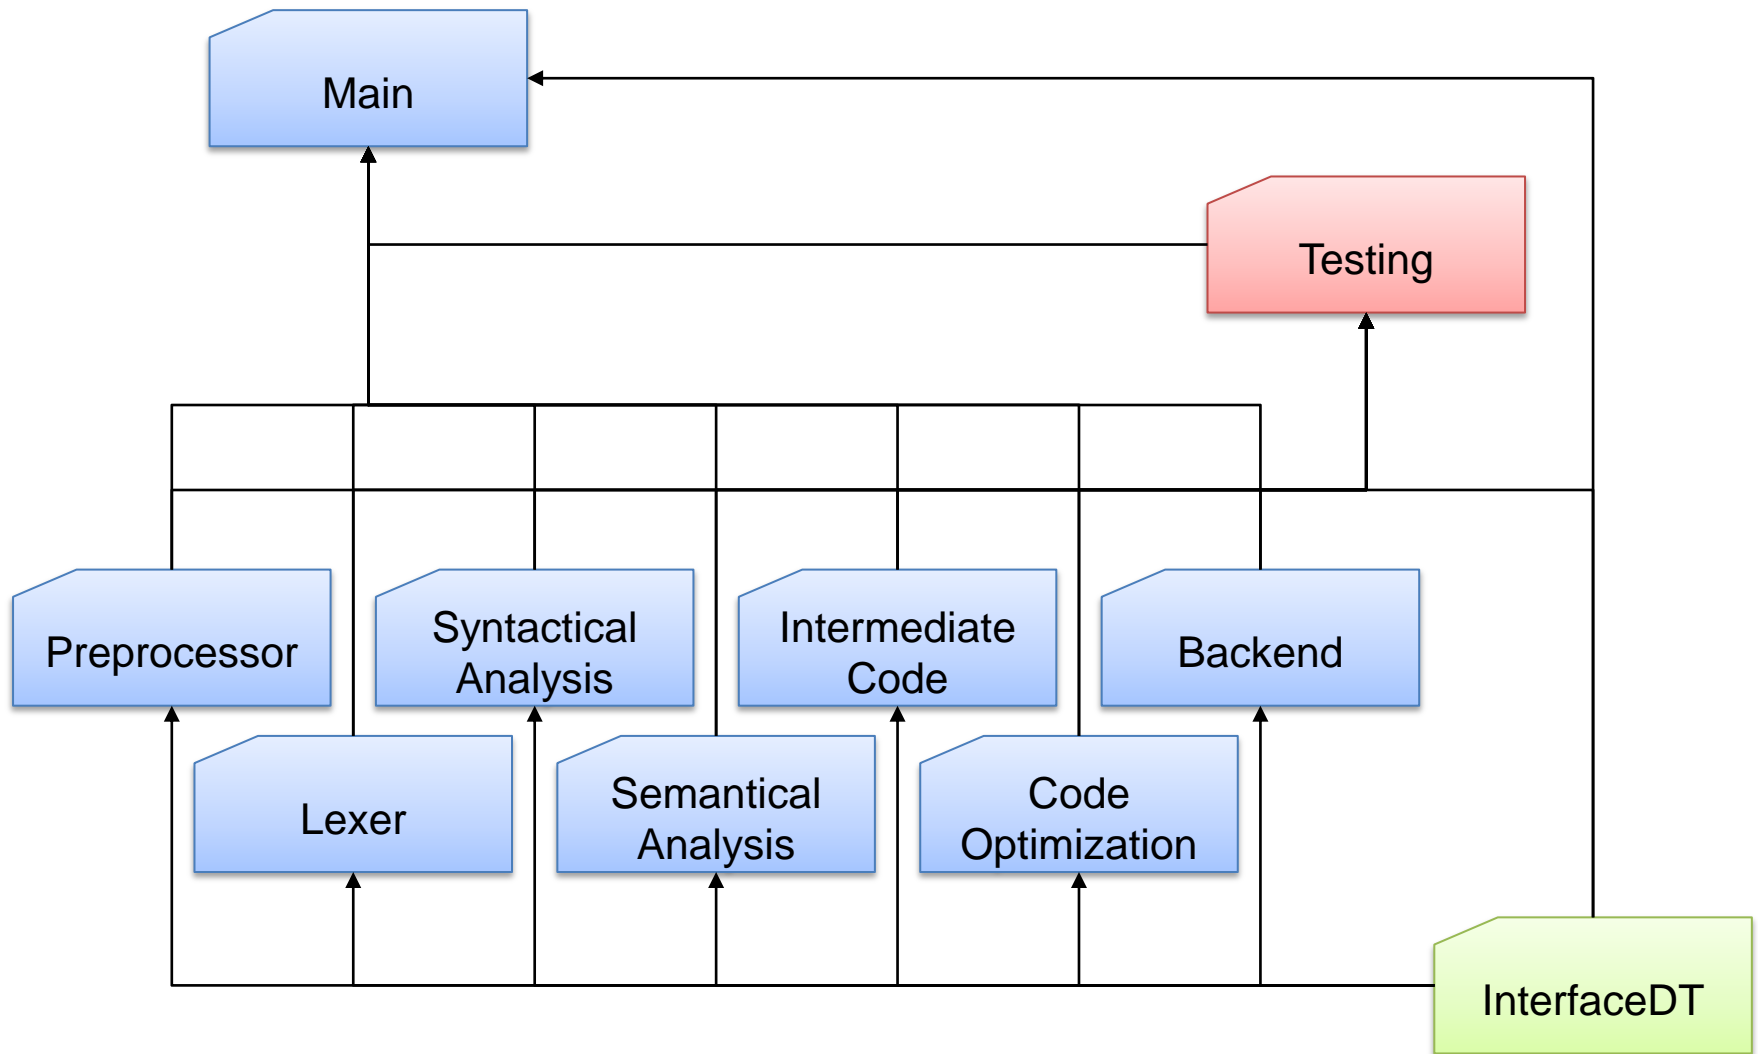 Main
Testing
Preprocessor
Syntactical
Analysis
Intermediate
Code
Backend
Lexer
Semantical
Analysis
Code
Optimization
InterfaceDT